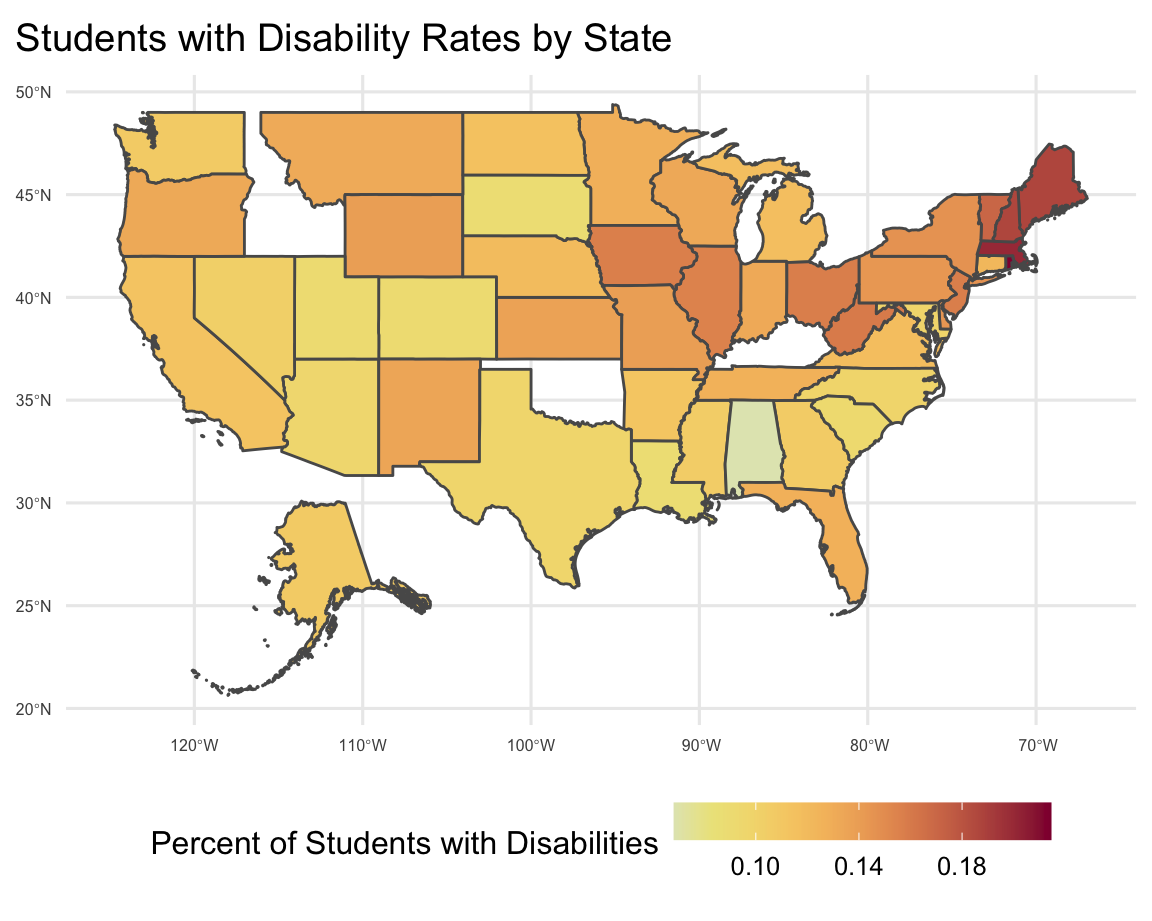 Students with Disability Rates by State
50°N
45°N
40°N
35°N
30°N
25°N
20°N
120°W 110°W 100°W 90°W 80°W 70°W
Percent of Students with Disabilities
0.10 0.14 0.18